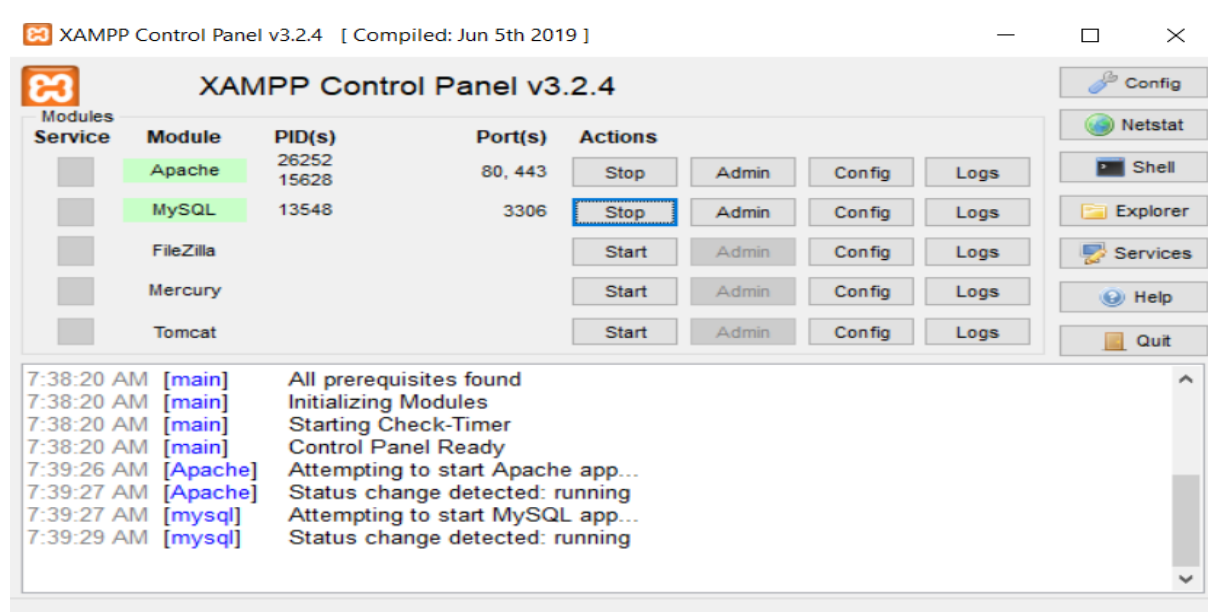 XAMPP Control Panel v3.2.4 [ Compiled: Jun 5th 2019 ]
XAMPP Control Panel v3.2.4
Config
Modules
Service Module PID(s) Port(s) Actions
Netstat
Apache 26252 15628 80, 443 Stop Admin Config Logs
Shell
MySQL 13548 3306 Stop Admin Config Logs
Explorer
FileZilla Start Admin Config Logs
Services
Mercury Start Admin Config Logs
Help
Tomcat Start Admin Config Logs
Quit
7:38:20 AM [main] All prerequisites found
7:38:20 AM [main] Initializing Modules
7:38:20 AM [main] Starting Check-Timer
7:38:20 AM [main] Control Panel Ready
7:39:26 AM [Apache] Attempting to start Apache app...
7:39:27 AM [Apache] Status change detected: running
7:39:27 AM [mysql] Attempting to start MySQL app...
7:39:29 AM [mysql] Status change detected: running